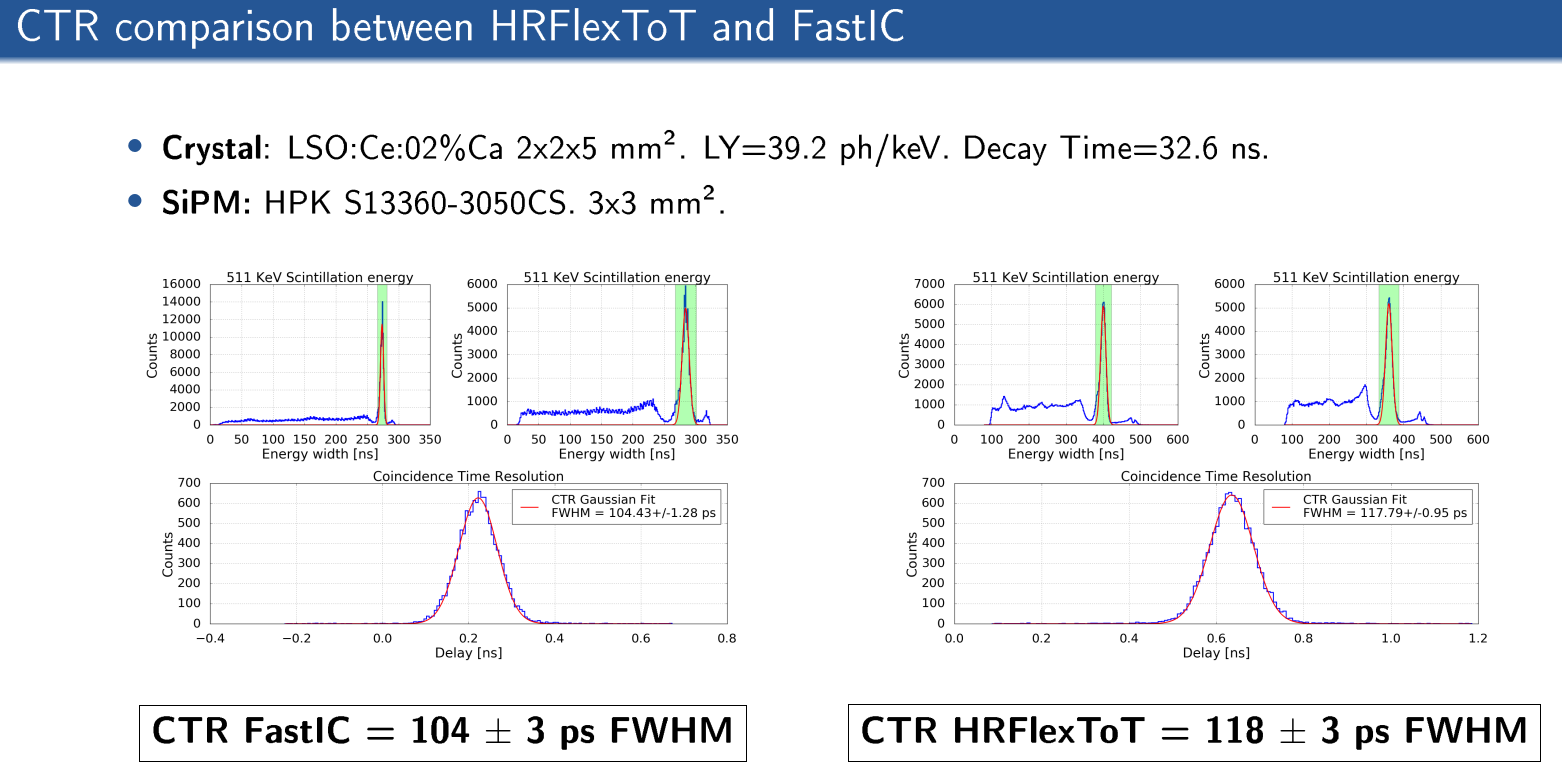 CTR comparison between HRFlexToT and FastIC
• Crystal: LSO:Ce:02%Ca 2x2x5 mm². LY=39.2 ph/keV. Decay Time=32.6 ns.
• SiPM: HPK S13360-3050CS. 3x3 mm².
511 KeV Scintillation energy
16000
14000
12000
10000
8000
6000
4000
2000
0
Counts
0 50 100 150 200 250 300 350
Energy width [ns]
511 KeV Scintillation energy
6000
5000
4000
3000
2000
1000
0
Counts
0 50 100 150 200 250 300 350
Energy width [ns]
Coincidence Time Resolution
700
600
500
400
300
200
100
0
Counts
CTR Gaussian Fit
FWHM = 104.43+/-1.28 ps
−0.4 −0.2 0.0 0.2 0.4 0.6 0.8
Delay [ns]
CTR FastIC = 104 ± 3 ps FWHM
511 KeV Scintillation energy
7000
6000
5000
4000
3000
2000
1000
0
Counts
0 100 200 300 400 500 600
Energy width [ns]
511 KeV Scintillation energy
6000
5000
4000
3000
2000
1000
0
Counts
0 100 200 300 400 500 600
Energy width [ns]
Coincidence Time Resolution
700
600
500
400
300
200
100
0
Counts
CTR Gaussian Fit
FWHM = 117.79+/-0.95 ps
0.0 0.2 0.4 0.6 0.8 1.0 1.2
Delay [ns]
CTR HRFlexToT = 118 ± 3 ps FWHM